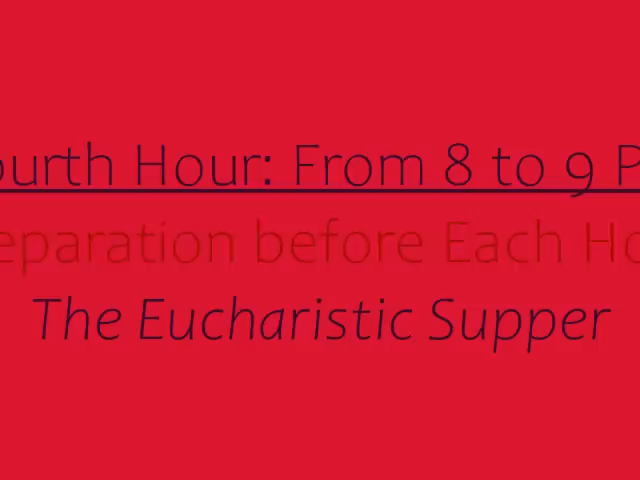 ourth Hour: From 8 to 9 P
eparation before Each Ho
The Eucharistic Supper